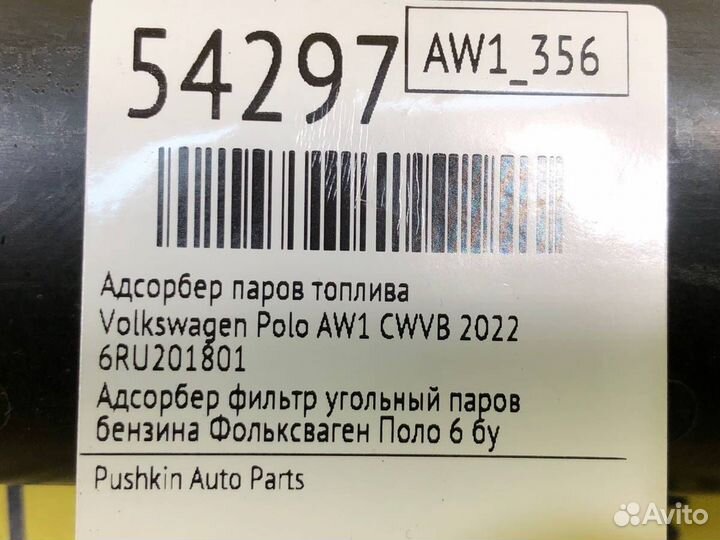 54297
AW1_356
Адсорбер паров топлива
Volkswagen Polo AW1 CWVB 2022
6RU201801
Адсорбер фильтр угольный паров
бензина Фольксваген Поло 6 бу
Pushkin Auto Parts
Avito